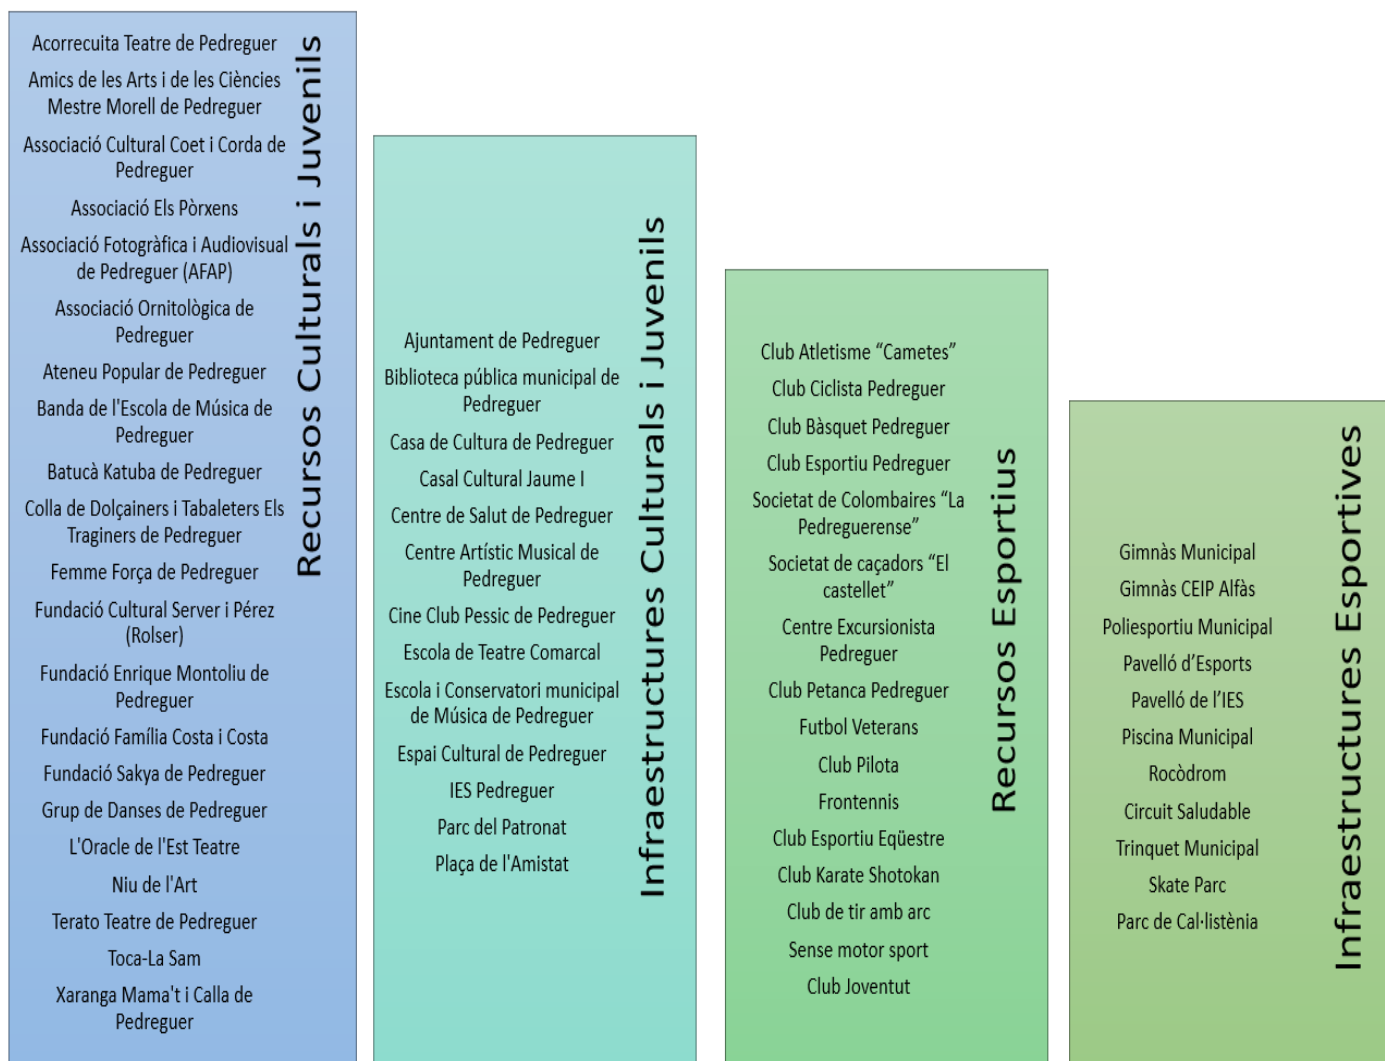 Recursos Culturals i Juvenils
Acorrecuita Teatre de Pedreguer
Amics de les Arts i de les Ciències
Mestre Morell de Pedreguer
Associació Cultural Coet i Corda de
Pedreguer
Associació Els Pòrxens
Associació Fotogràfica i Audiovisual
de Pedreguer (AFAP)
Associació Ornitològica de
Pedreguer
Ateneu Popular de Pedreguer
Banda de l'Escola de Música de
Pedreguer
Batucà Katuba de Pedreguer
Colla de Dolçainers i Tabaleters Els
Traginers de Pedreguer
Femme Força de Pedreguer
Fundació Cultural Server i Pérez
(Rolser)
Fundació Enrique Montoliu de
Pedreguer
Fundació Família Costa i Costa
Fundació Sakya de Pedreguer
Grup de Danses de Pedreguer
L'Oracle de l'Est Teatre
Niu de l'Art
Terato Teatre de Pedreguer
Toca-La Sam
Xaranga Mama't i Calla de
Pedreguer
Infraestructures Culturals i Juvenils
Ajuntament de Pedreguer
Biblioteca pública municipal de
Pedreguer
Casa de Cultura de Pedreguer
Casal Cultural Jaume I
Centre de Salut de Pedreguer
Centre Artístic Musical de
Pedreguer
Cine Club Pessic de Pedreguer
Escola de Teatre Comarcal
Escola i Conservatori municipal
de Música de Pedreguer
Espai Cultural de Pedreguer
IES Pedreguer
Parc del Patronat
Plaça de l'Amistat
Recursos Esportius
Club Atletisme “Cametes”
Club Ciclista Pedreguer
Club Bàsquet Pedreguer
Club Esportiu Pedreguer
Societat de Colombaires “La
Pedreguerense”
Societat de caçadors “El
castellet”
Centre Excursionista
Pedreguer
Club Petanca Pedreguer
Futbol Veterans
Club Pilota
Frontennis
Club Esportiu Eqüestre
Club Karate Shotokan
Club de tir amb arc
Sense motor sport
Club Joventut
Infraestructures Esportives
Gimnàs Municipal
Gimnàs CEIP Alfàs
Poliesportiu Municipal
Pavelló d’Esports
Pavelló de l’IES
Piscina Municipal
Rocòdrom
Circuit Saludable
Trinquet Municipal
Skate Parc
Parc de Cal·listènia